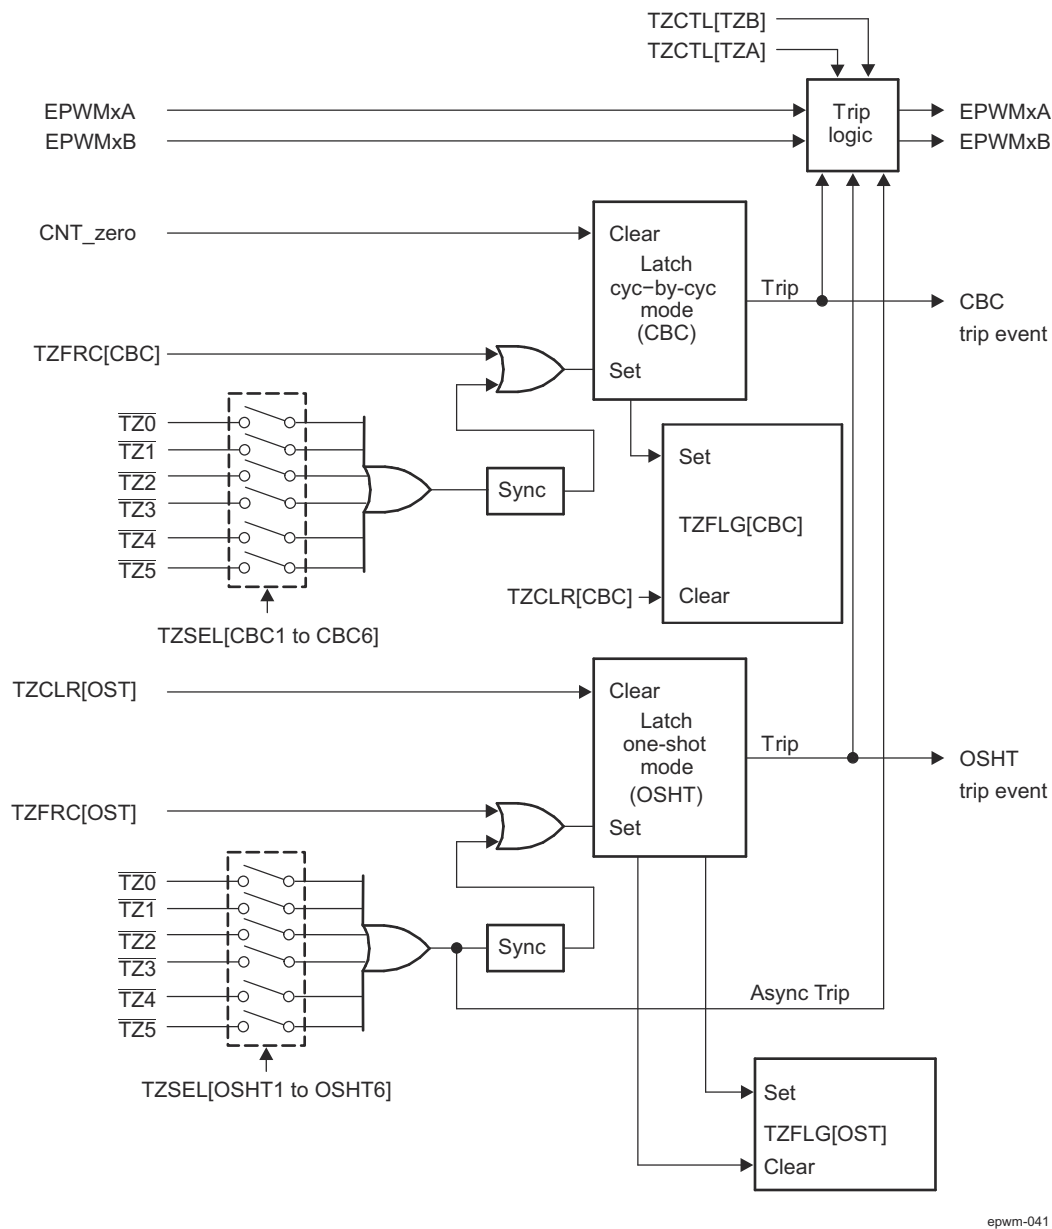 TZCTL[TZB]
TZCTL[TZA]
EPWMxA
EPWMxB
Trip
logic
EPWMxA
EPWMxB
CNT_zero
Clear
Latch
cyc−by-cyc
mode
(CBC)
Set
Trip
CBC
trip event
TZFRC[CBC]
TZ0
TZ1
TZ2
TZ3
TZ4
TZ5
Sync
Set
TZFLG[CBC]
Clear
TZCLR[CBC]
TZSEL[CBC1 to CBC6]
TZCLR[OST]
Clear
Latch
one-shot
mode
(OSHT)
Set
Trip
OSHT
trip event
TZFRC[OST]
TZ0
TZ1
TZ2
TZ3
TZ4
TZ5
Sync
Async Trip
TZSEL[OSHT1 to OSHT6]
Set
TZFLG[OST]
Clear
epwm-041